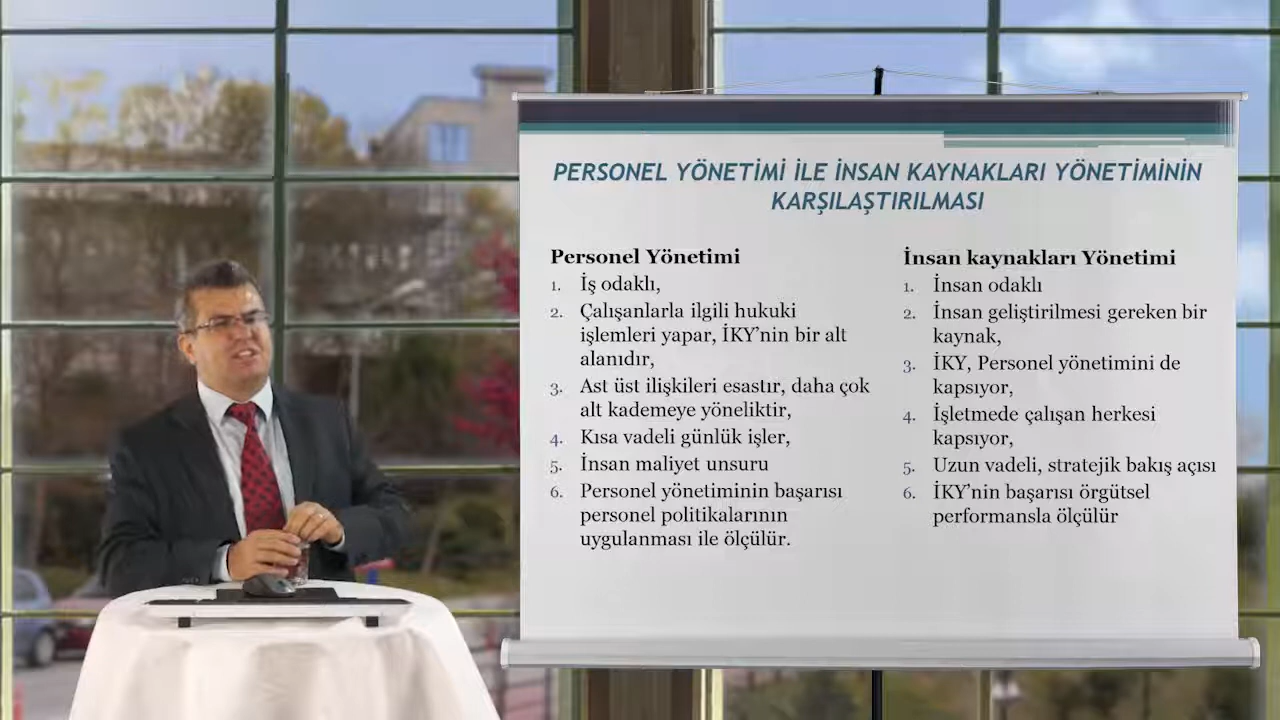 PERSONEL YÖNETİMİ İLE İNSAN KAYNAKLARI YÖNETİMİNİN
KARŞILAŞTIRILMASI
Personel Yönetimi
1. İş odaklı,
2. Çalışanlarla ilgili hukuki
işlemleri yapar, İKY'nin bir alt
alanıdır,
3. Ast üst ilişkileri esastır, daha çok
alt kademeye yöneliktir,
4. Kısa vadeli günlük işler,
5. İnsan maliyet unsuru
6. Personel yönetiminin başarısı
personel politikalarının
uygulanması ile ölçülür.
İnsan kaynakları Yönetimi
1. İnsan odaklı
2. İnsan geliştirilmesi gereken bir
kaynak,
3. İKY, Personel yönetimini de
kapsıyor,
4. İşletmede çalışan herkesi
kapsıyor,
5. Uzun vadeli, stratejik bakış açısı
6. İKY'nin başarısı örgütsel
performansla ölçülür